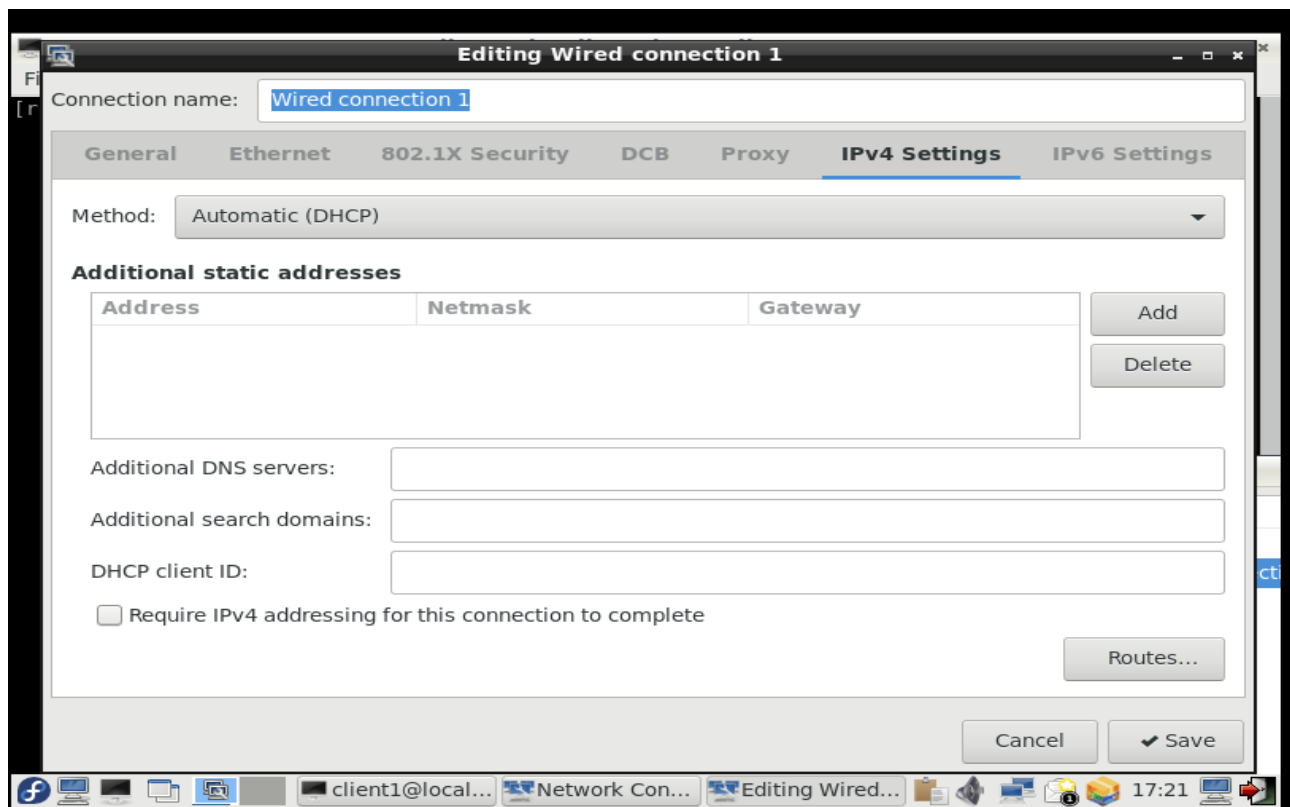 Editing Wired connection 1
Fi
[r
Connection name: Wired connection 1
General Ethernet 802.1X Security DCB Proxy IPv4 Settings IPv6 Settings
Method: Automatic (DHCP)
Additional static addresses
Address Netmask Gateway
Add
Delete
Additional DNS servers:
Additional search domains:
DHCP client ID:
cti
Require IPv4 addressing for this connection to complete
Routes...
Cancel Save
client1@local... Network Con... Editing Wired... 17:21